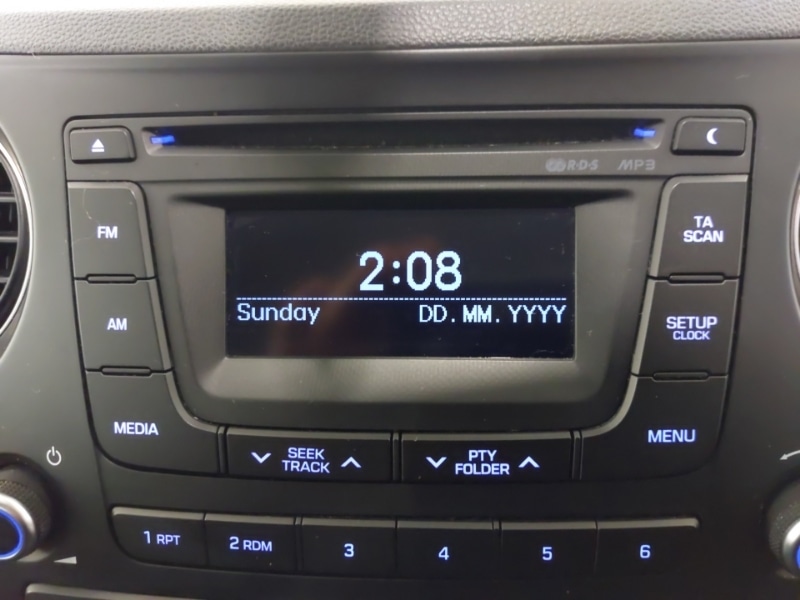 RDS MP3
FM
TA
SCAN
2:08
Sunday DD.MM.YYYY
AM
SETUP
CLOCK
MEDIA
MENU
SEEK
TRACK
PTY
FOLDER
1 RPT
2 RDM
3
4
5
6